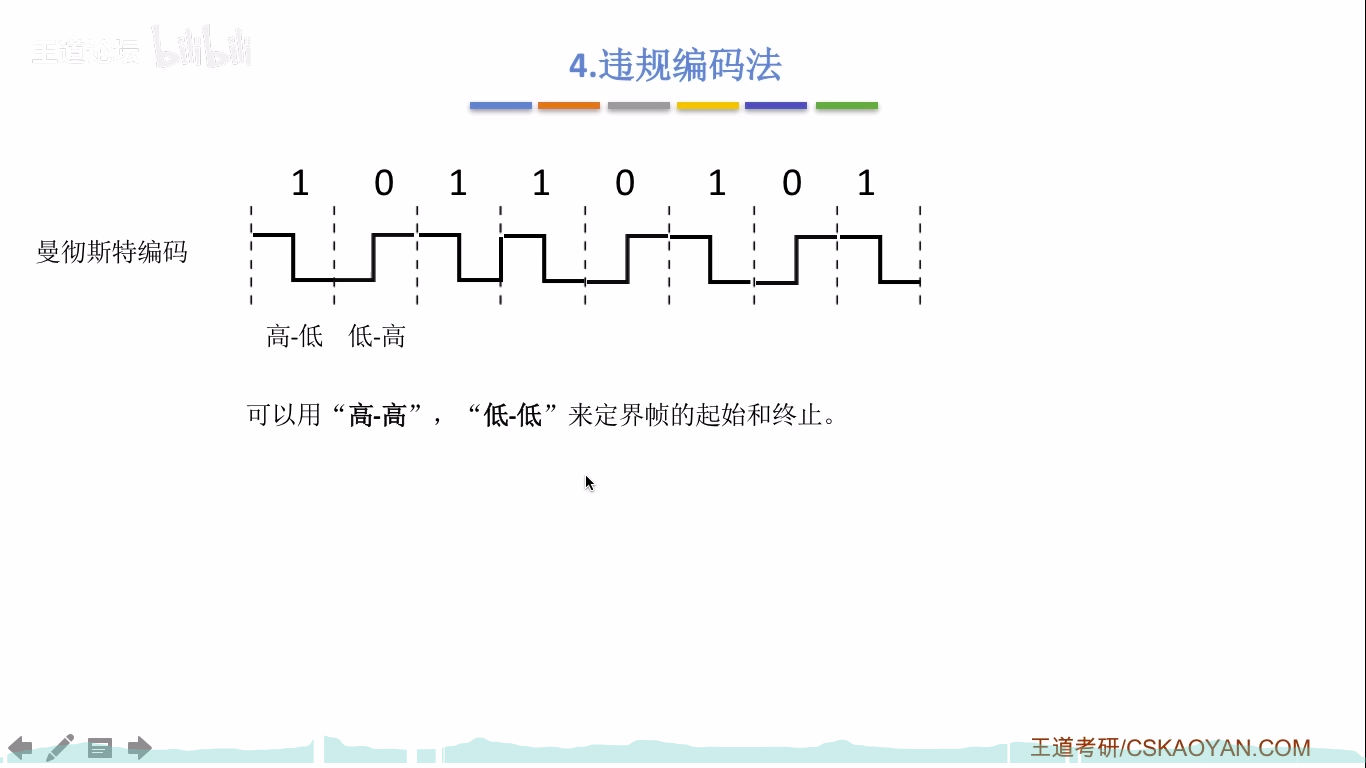 王道论坛 bilibili
4.违规编码法
1 0 1 1 0 1 0 1
曼彻斯特编码
高-低 低-高
可以用“高-高”，“低-低”来定界帧的起始和终止。
王道考研/CSKAOYAN.COM